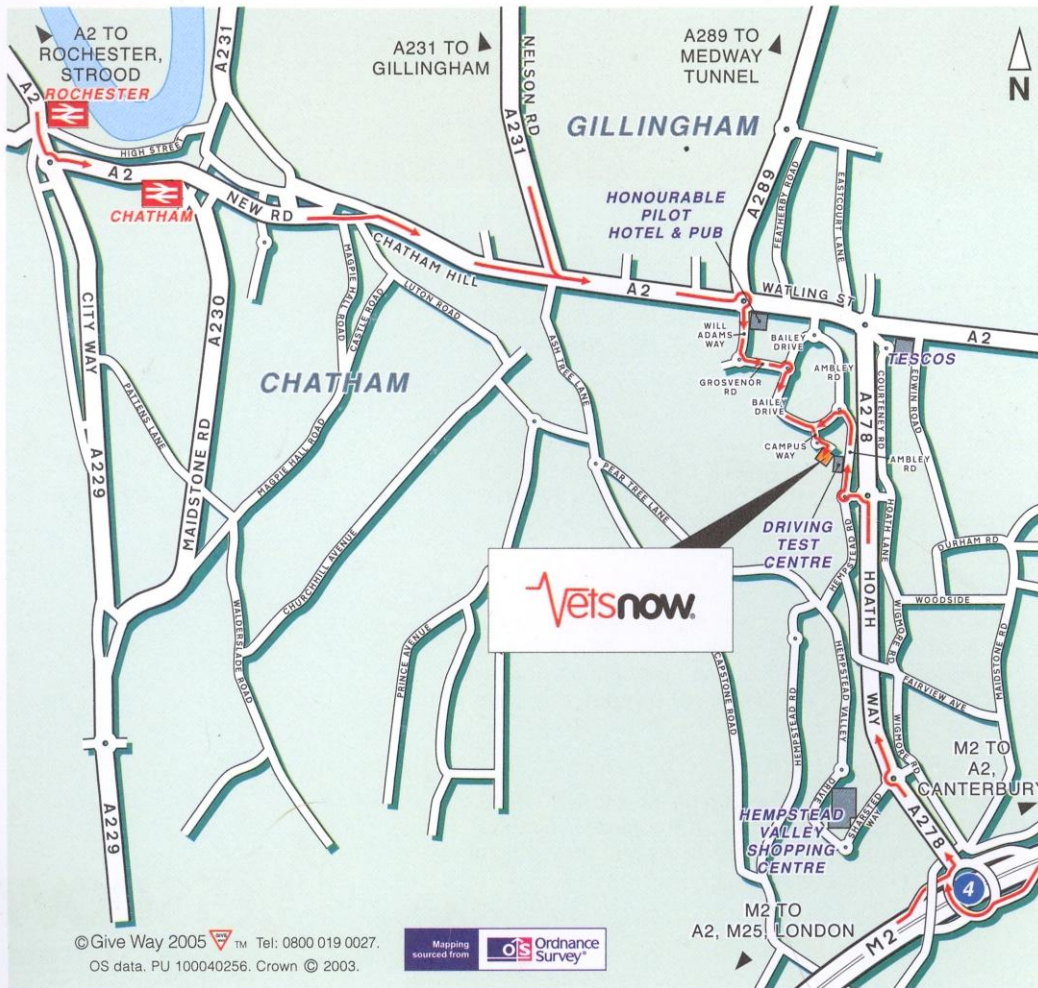 A2 TO
ROCHESTER,
STROOD
A231
A231 TO
GILLINGHAM
NELSON RD
A231
A289 TO
MEDWAY
TUNNEL
N
A2
ROCHESTER
HIGH STREET
A2
CHATHAM
NEW RD
GILLINGHAM
A289
FEATHERBY ROAD
EASTCOURT LANE
HONOURABLE
PILOT
HOTEL & PUB
CHATHAM HILL
A2
WATLING ST
A2
CITY WAY
A230
MAGPIE HALL ROAD
CASTLE ROAD
LUTON ROAD
ASH TREE LANE
WILL
ADAMS
WAY
BAILEY
DRIVE
AMBLEY
RD
GROSVENOR
RD
TESCOS
EDWIN ROAD
COURTENEY RD
A278
CHATHAM
PATTENS LANE
BAILEY
DRIVE
CAMPUS
WAY
AMBLEY
RD
A229
MAIDSTONE RD
MAGPIE HALL ROAD
PEAR TREE LANE
DRIVING
TEST
CENTRE
HEMPSTEAD RD
HOATH LANE
DURHAM RD
WOODSIDE
Vetsnow®
CHURCHHILL AVENUE
WALDERSLADE ROAD
PRINCE AVENUE
CAPSTONE ROAD
HEMPSTEAD RD
HEMPSTEAD VALLEY
DRIVE
HOATH
WAY
WIGMORE RD
FAIRVIEW AVE
MAIDSTONE RD
WIGMORE RD
M2 TO
A2,
CANTERBURY
A229
HEMPSTEAD
VALLEY
SHOPPING
CENTRE
SHARSTED
WAY
A278
4
M2
M2 TO
A2, M25, LONDON
© Give Way 2005 GIVE WAY ™ Tel: 0800 019 0027.
OS data. PU 100040256. Crown © 2003.
Mapping
sourced from
OS Ordnance
Survey®